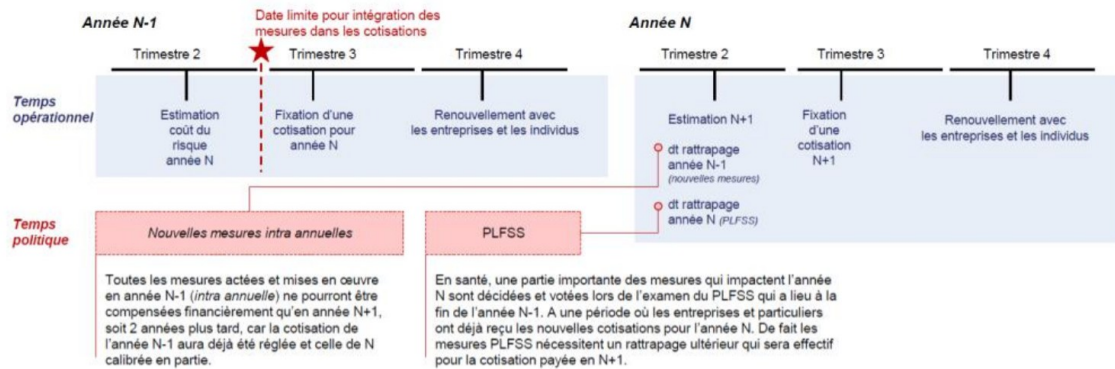 Année N-1
Date limite pour intégration des
mesures dans les cotisations
Année N
Trimestre 2
Trimestre 3
Trimestre 4
Trimestre 2
Trimestre 3
Trimestre 4
Temps
opérationnel
Estimation
coût du
risque
année N
Fixation d'une
cotisation pour
année N
Renouvellement avec
les entreprises et les individus
Estimation N+1
dt rattrapage
année N-1
(nouvelles mesures)
dt rattrapage
année N (PLFSS)
Fixation
d'une
cotisation
N+1
Renouvellement avec
les entreprises et les individus
Temps
politique
Nouvelles mesures intra annuelles
PLFSS
Toutes les mesures actées et mises en œuvre
en année N-1 (intra annuelle) ne pourront être
compensées financièrement qu'en année N+1,
soit 2 années plus tard, car la cotisation de
l'année N-1 aura déjà été réglée et celle de N
calibrée en partie.
En santé, une partie importante des mesures qui impactent l'année
N sont décidées et votées lors de l'examen du PLFSS qui a lieu à la
fin de l'année N-1. A une période où les entreprises et particuliers
ont déjà reçu les nouvelles cotisations pour l'année N. De fait les
mesures PLFSS nécessitent un rattrapage ultérieur qui sera effectif
pour la cotisation payée en N+1.